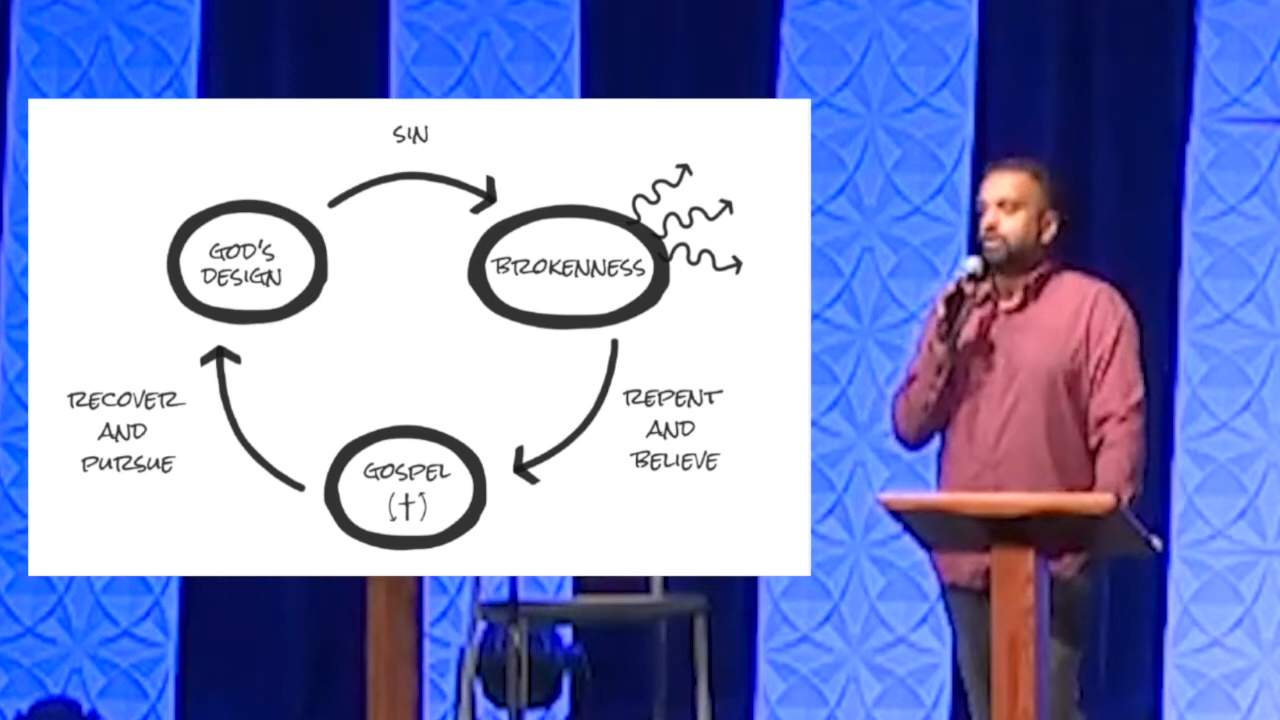 SIN
GOD'S
DESIGN
BROKENNESS
RECOVER
AND
PURSUE
REPENT
AND
BELIEVE
GOSPEL
(†)